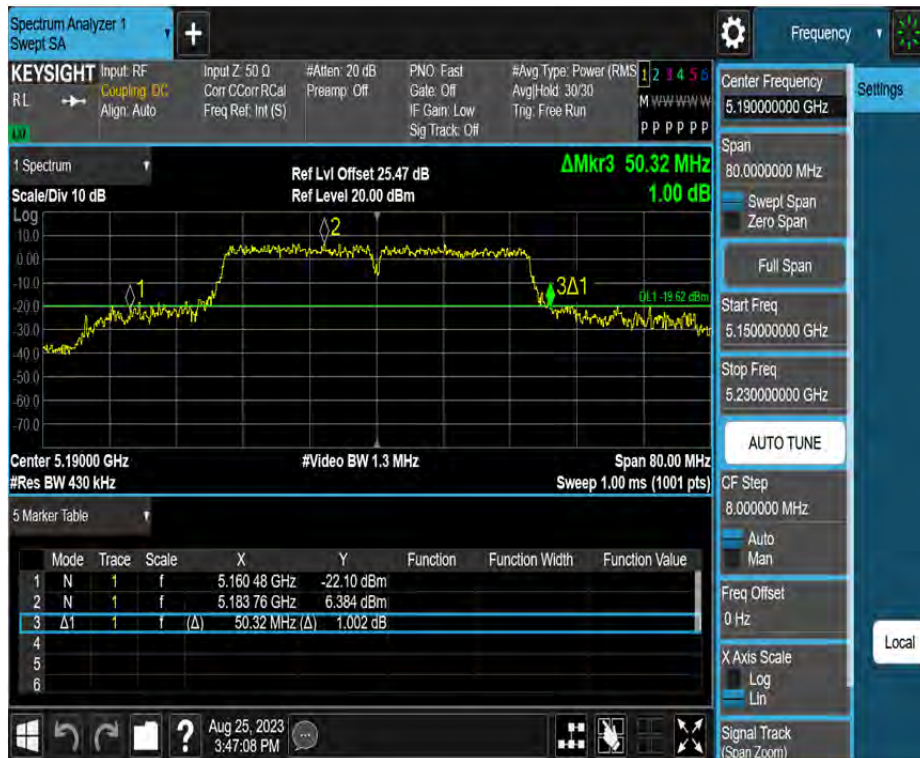 Spectrum Analyzer 1
Swept SA
Frequency
KEYSIGHT
RL
LXI
Input: RF
Coupling: DC
Align: Auto
Input Z: 50 Ω
Corr CCorr RCal
Freq Ref: Int (S)
#Atten: 20 dB
Preamp: Off
PNO: Fast
Gate: Off
IF Gain: Low
Sig Track: Off
#Avg Type: Power (RMS
Avg|Hold: 30/30
Trig: Free Run
1 2 3 4 5 6
M W W W W W
P P P P P P
Center Frequency
5.190000000 GHz
Settings
Span
80.0000000 MHz
Swept Span
Zero Span
Full Span
Start Freq
5.150000000 GHz
Stop Freq
5.230000000 GHz
AUTO TUNE
CF Step
8.000000 MHz
Auto
Man
Freq Offset
0 Hz
X Axis Scale
Log
Lin
Signal Track
(Span Zoom)
Local
1 Spectrum
Scale/Div 10 dB
Ref Lvl Offset 25.47 dB
Ref Level 20.00 dBm
ΔMkr3 50.32 MHz
1.00 dB
Log
10.0
0.00
-10.0
-20.0
-30.0
-40.0
-50.0
-60.0
-70.0
1
2
3Δ1
DL1 -19.62 dBm
Center 5.19000 GHz
#Video BW 1.3 MHz
Span 80.00 MHz
#Res BW 430 kHz
Sweep 1.00 ms (1001 pts)
5 Marker Table
Mode Trace Scale X Y Function Function Width Function Value
1 N 1 f 5.160 48 GHz -22.10 dBm
2 N 1 f 5.183 76 GHz 6.384 dBm
3 Δ1 1 f (Δ) 50.32 MHz (Δ) 1.002 dB
4
5
6
?
Aug 25, 2023
3:47:08 PM